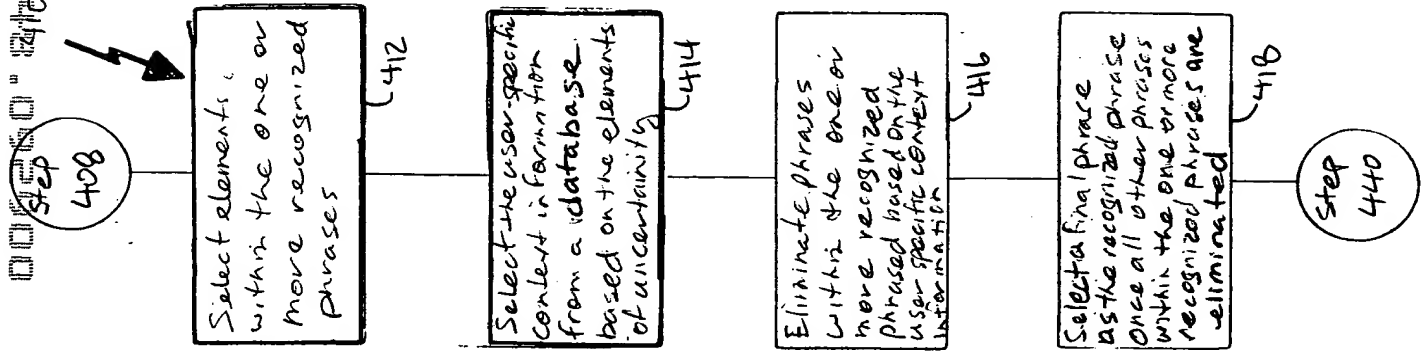 Step
408
Select elements
within the one or
more recognized
phrases
412
Select the user-specific
context information
from a database
based on the elements
of uncertainity
414
Eliminate phrases
within the one or
more recognized
phrased based on the
user specific context
information
416
Select a final phrase
as the recognized phrase
once all other phrases
within the one or more
recognized phrases are
eliminated
418
Step
440